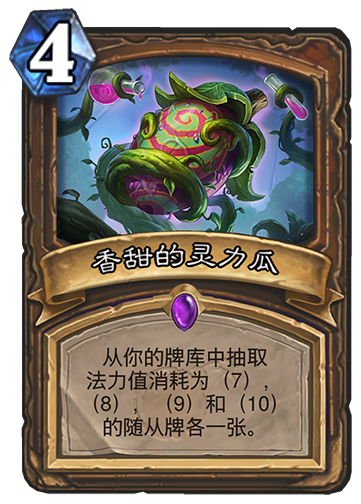 4
香甜的灵力瓜
从你的牌库中抽取
法力值消耗为（7），
（8），（9）和（10）
的随从牌各一张。